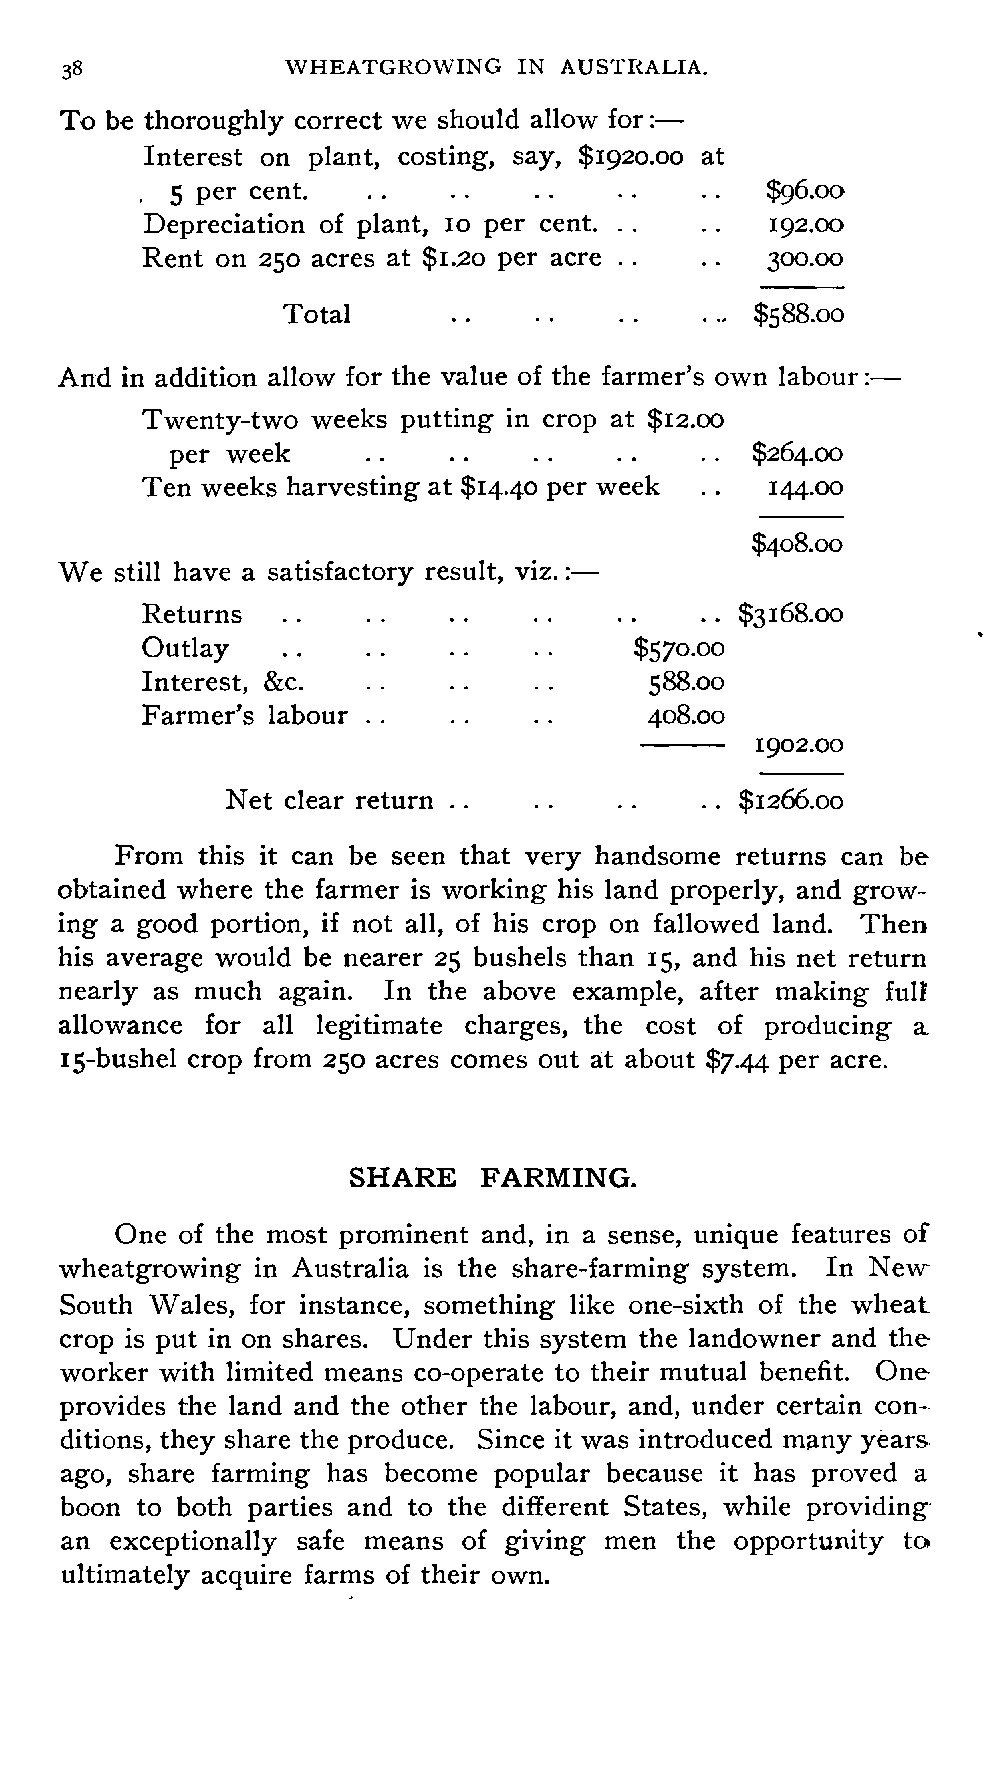 38 WHEATGROWING IN AUSTRALIA.
To be thoroughly correct we should allow for:—
Interest on plant, costing, say, $1920.00 at
5 per cent. .. .. .. .. .. $96.00
Depreciation of plant, 10 per cent. .. .. 192.00
Rent on 250 acres at $1.20 per acre .. .. 300.00
Total .. .. .. .. $588.00
And in addition allow for the value of the farmer's own labour:—
Twenty-two weeks putting in crop at $12.00
per week .. .. .. .. .. $264.00
Ten weeks harvesting at $14.40 per week .. 144.00
$408.00
We still have a satisfactory result, viz.:—
Returns .. .. .. .. .. .. $3168.00
Outlay .. .. .. .. $570.00
Interest, &c. .. .. .. 588.00
Farmer's labour .. .. .. 408.00
1902.00
Net clear return .. .. .. .. $1266.00
From this it can be seen that very handsome returns can be
obtained where the farmer is working his land properly, and grow-
ing a good portion, if not all, of his crop on fallowed land. Then
his average would be nearer 25 bushels than 15, and his net return
nearly as much again. In the above example, after making full
allowance for all legitimate charges, the cost of producing a
15-bushel crop from 250 acres comes out at about $7.44 per acre.
SHARE FARMING.
One of the most prominent and, in a sense, unique features of
wheatgrowing in Australia is the share-farming system. In New
South Wales, for instance, something like one-sixth of the wheat
crop is put in on shares. Under this system the landowner and the
worker with limited means co-operate to their mutual benefit. One
provides the land and the other the labour, and, under certain con-
ditions, they share the produce. Since it was introduced many years
ago, share farming has become popular because it has proved a
boon to both parties and to the different States, while providing
an exceptionally safe means of giving men the opportunity to
ultimately acquire farms of their own.